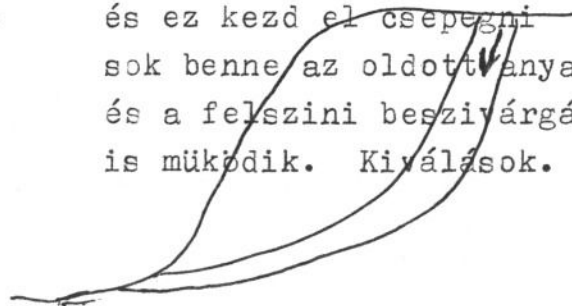 és ez kezd el csepegni
sok benne az oldott anya
és a felszini beszivárgá
is müködik. Kiválások.